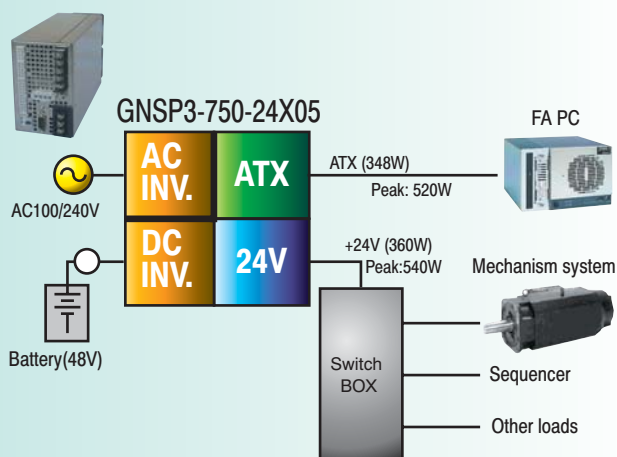 GNSP3-750-24X05
FA PC
AC
INV.
ATX
ATX (348W)
Peak: 520W
AC100/240V
DC
INV.
24V
+24V (360W)
Peak:540W
Mechanism system
Battery(48V)
Switch
BOX
Sequencer
Other loads